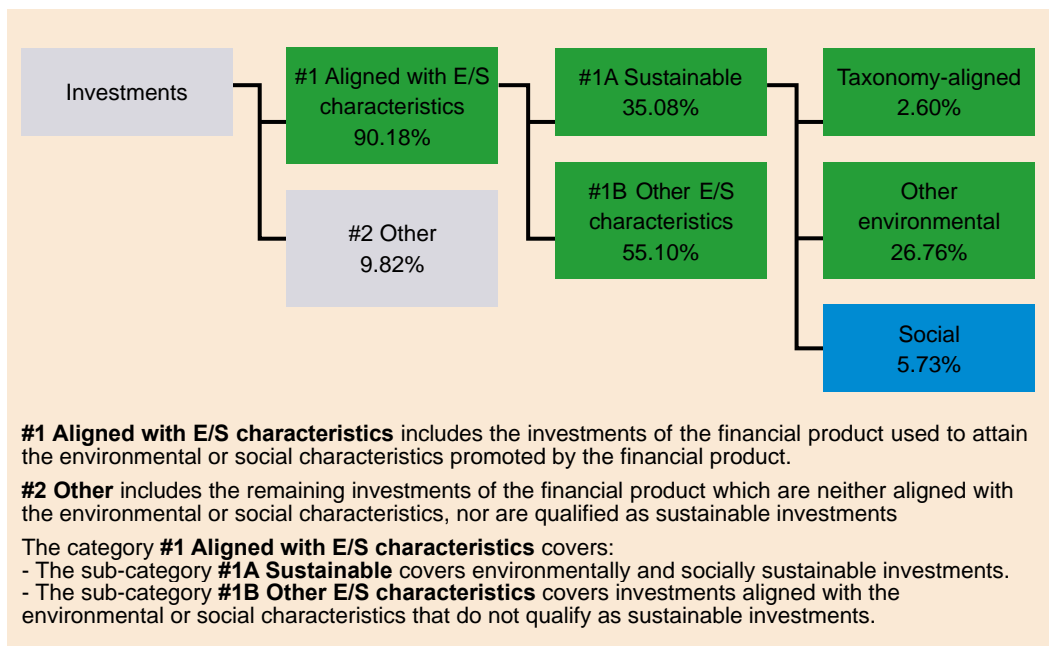 Investments
#1 Aligned with E/S
characteristics
90.18%
#2 Other
9.82%
#1A Sustainable
35.08%
#1B Other E/S
characteristics
55.10%
Taxonomy-aligned
2.60%
Other
environmental
26.76%
Social
5.73%
#1 Aligned with E/S characteristics includes the investments of the financial product used to attain
the environmental or social characteristics promoted by the financial product.
#2 Other includes the remaining investments of the financial product which are neither aligned with
the environmental or social characteristics, nor are qualified as sustainable investments
The category #1 Aligned with E/S characteristics covers:
- The sub-category #1A Sustainable covers environmentally and socially sustainable investments.
- The sub-category #1B Other E/S characteristics covers investments aligned with the
environmental or social characteristics that do not qualify as sustainable investments.